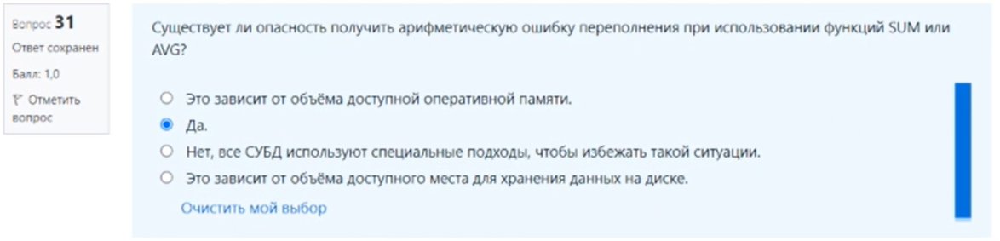 Вопрос 31
Ответ сохранен
Балл: 1,0
Отметить
вопрос
Существует ли опасность получить арифметическую ошибку переполнения при использовании функций SUM или
AVG?
Это зависит от объёма доступной оперативной памяти.
Да.
Нет, все СУБД используют специальные подходы, чтобы избежать такой ситуации.
Это зависит от объёма доступного места для хранения данных на диске.
Очистить мой выбор